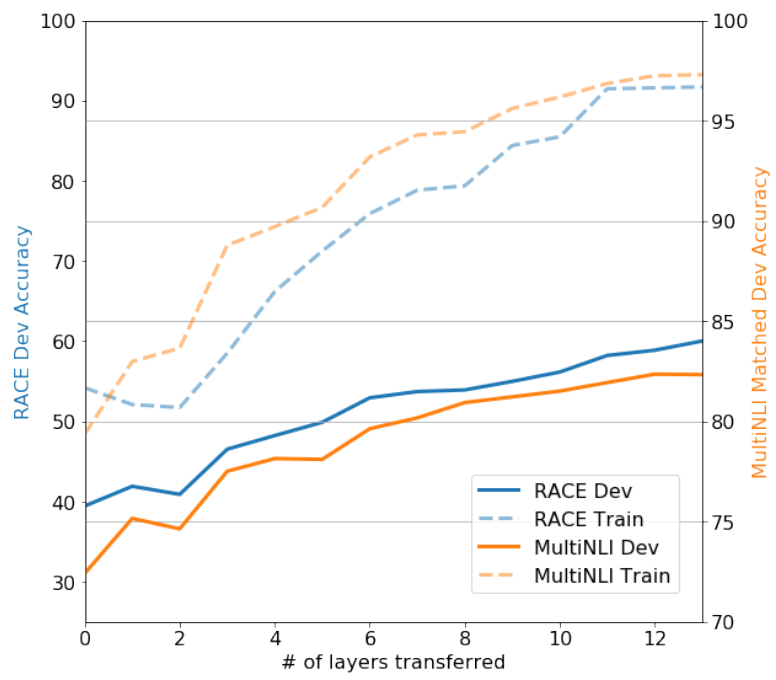 100
90
80
70
60
50
40
30
RACE Dev Accuracy
100
95
90
85
80
75
70
MultiNLI Matched Dev Accuracy
RACE Dev
RACE Train
MultiNLI Dev
MultiNLI Train
0 2 4 6 8 10 12
# of layers transferred